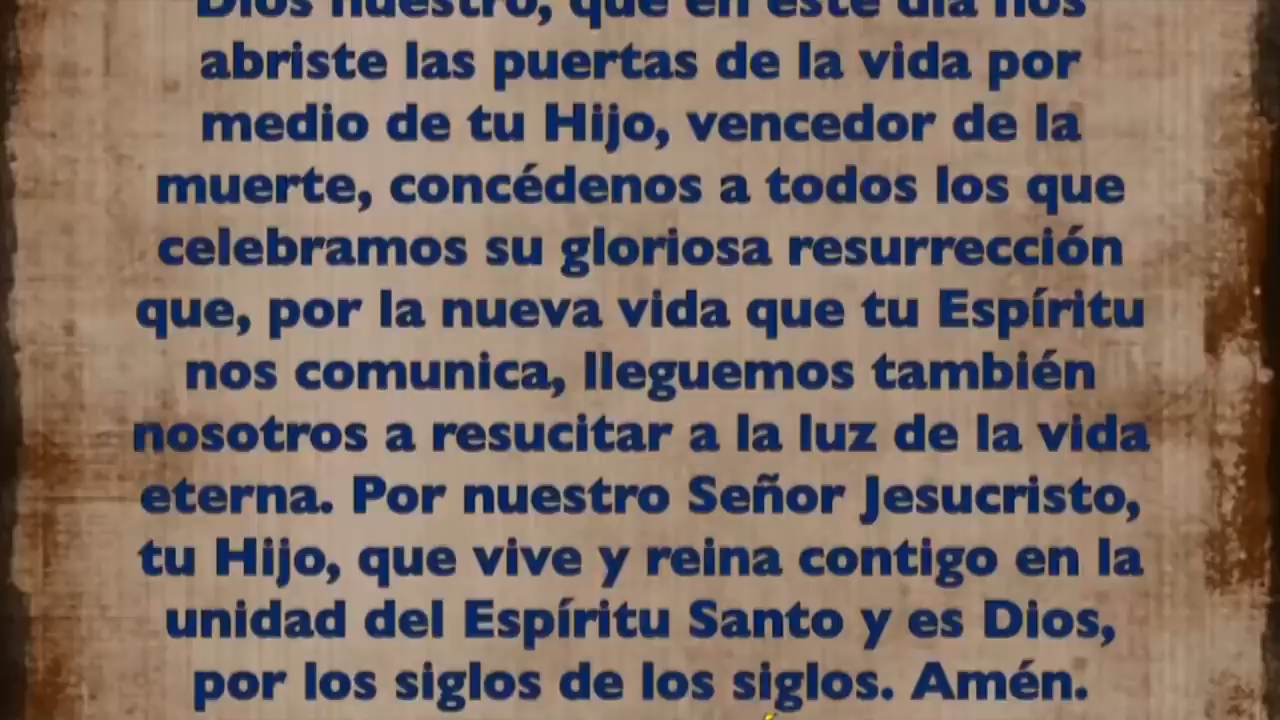 Dios nuestro, que en este día nos
abriste las puertas de la vida por
medio de tu Hijo, vencedor de la
muerte, concédenos a todos los que
celebramos su gloriosa resurrección
que, por la nueva vida que tu Espíritu
nos comunica, lleguemos también
nosotros a resucitar a la luz de la vida
eterna. Por nuestro Señor Jesucristo,
tu Hijo, que vive y reina contigo en la
unidad del Espíritu Santo y es Dios,
por los siglos de los siglos. Amén.